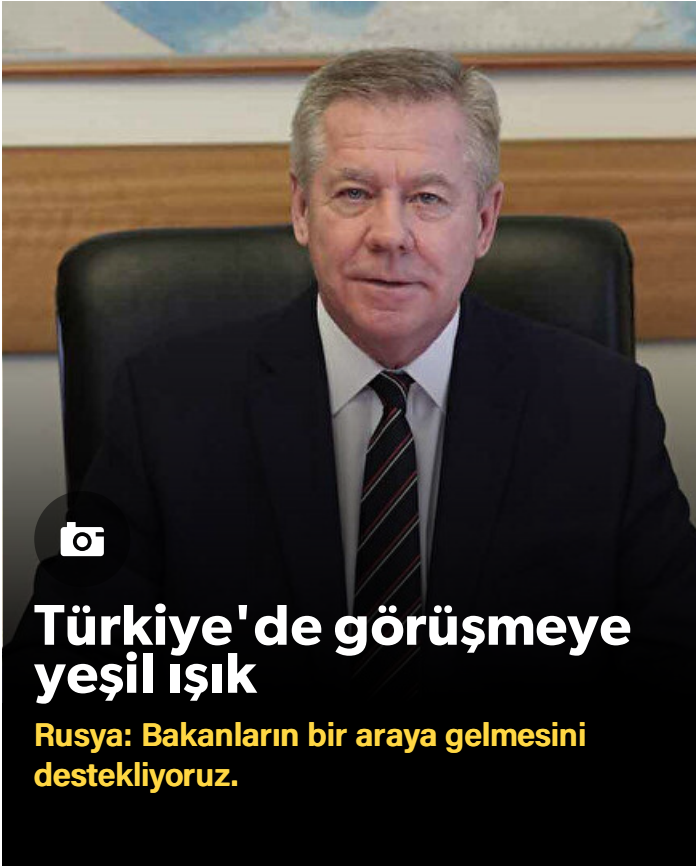 Türkiye'de görüşmeye
yeşil ışık
Rusya: Bakanların bir araya gelmesini
destekliyoruz.